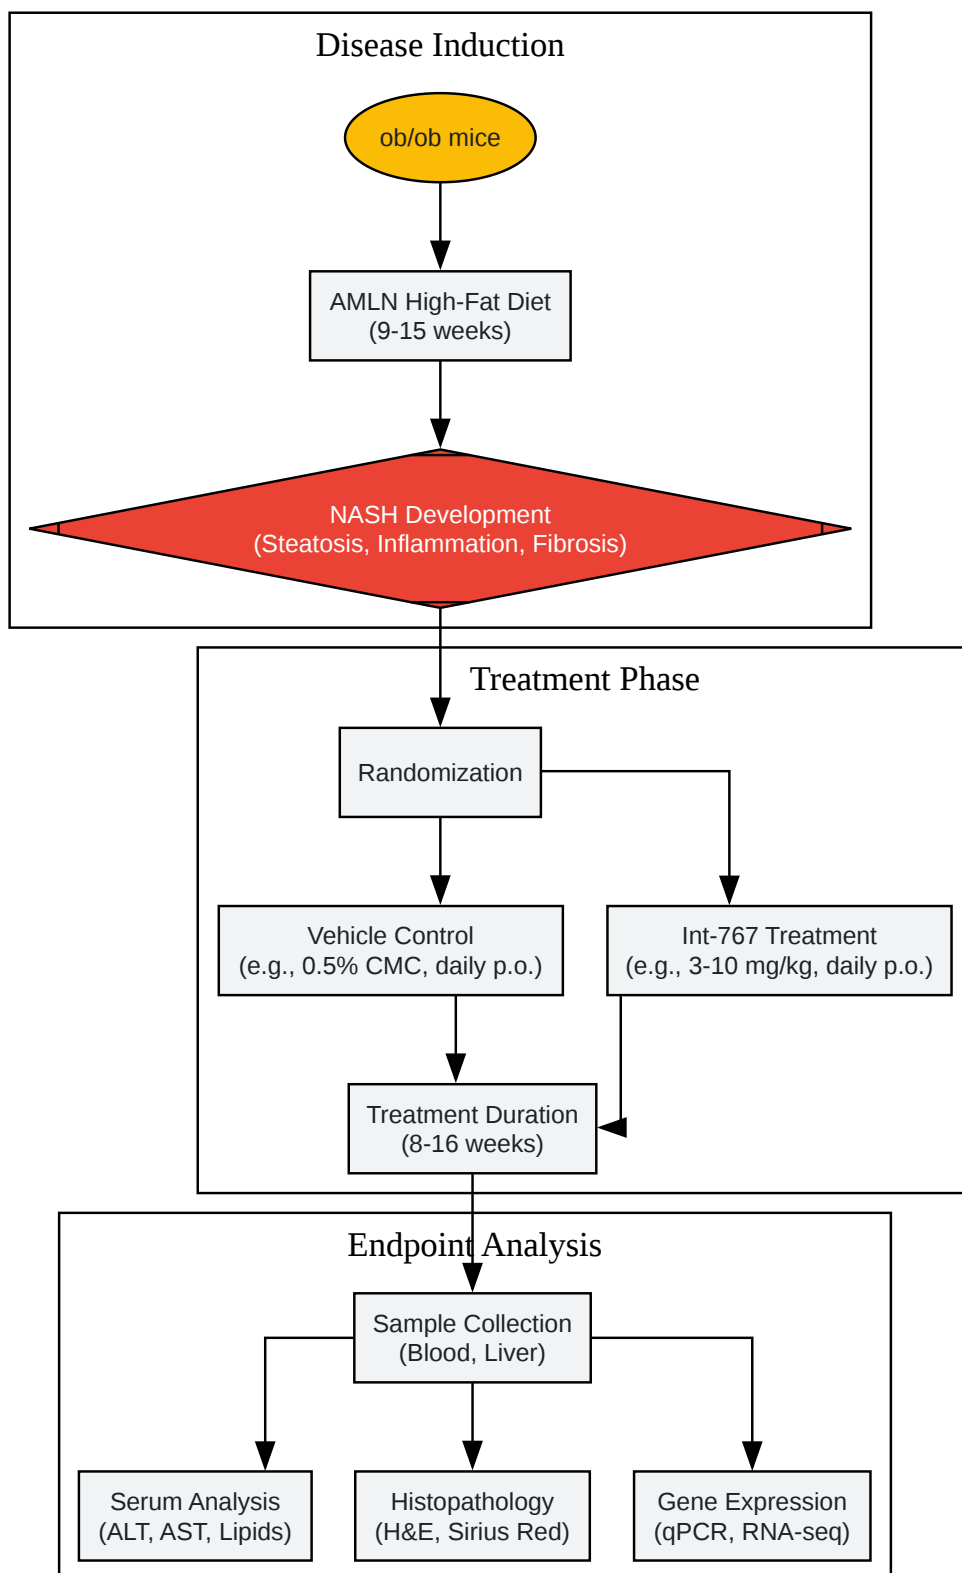 Disease Induction
ob/ob mice
AMLN High-Fat Diet
(9-15 weeks)
NASH Development
(Steatosis, Inflammation, Fibrosis)
Treatment Phase
Randomization
Vehicle Control
(e.g., 0.5% CMC, daily p.o.)
Int-767 Treatment
(e.g., 3-10 mg/kg, daily p.o.)
Treatment Duration
(8-16 weeks)
Endpoint Analysis
Sample Collection
(Blood, Liver)
Serum Analysis
(ALT, AST, Lipids)
Histopathology
(H&E, Sirius Red)
Gene Expression
(qPCR, RNA-seq)